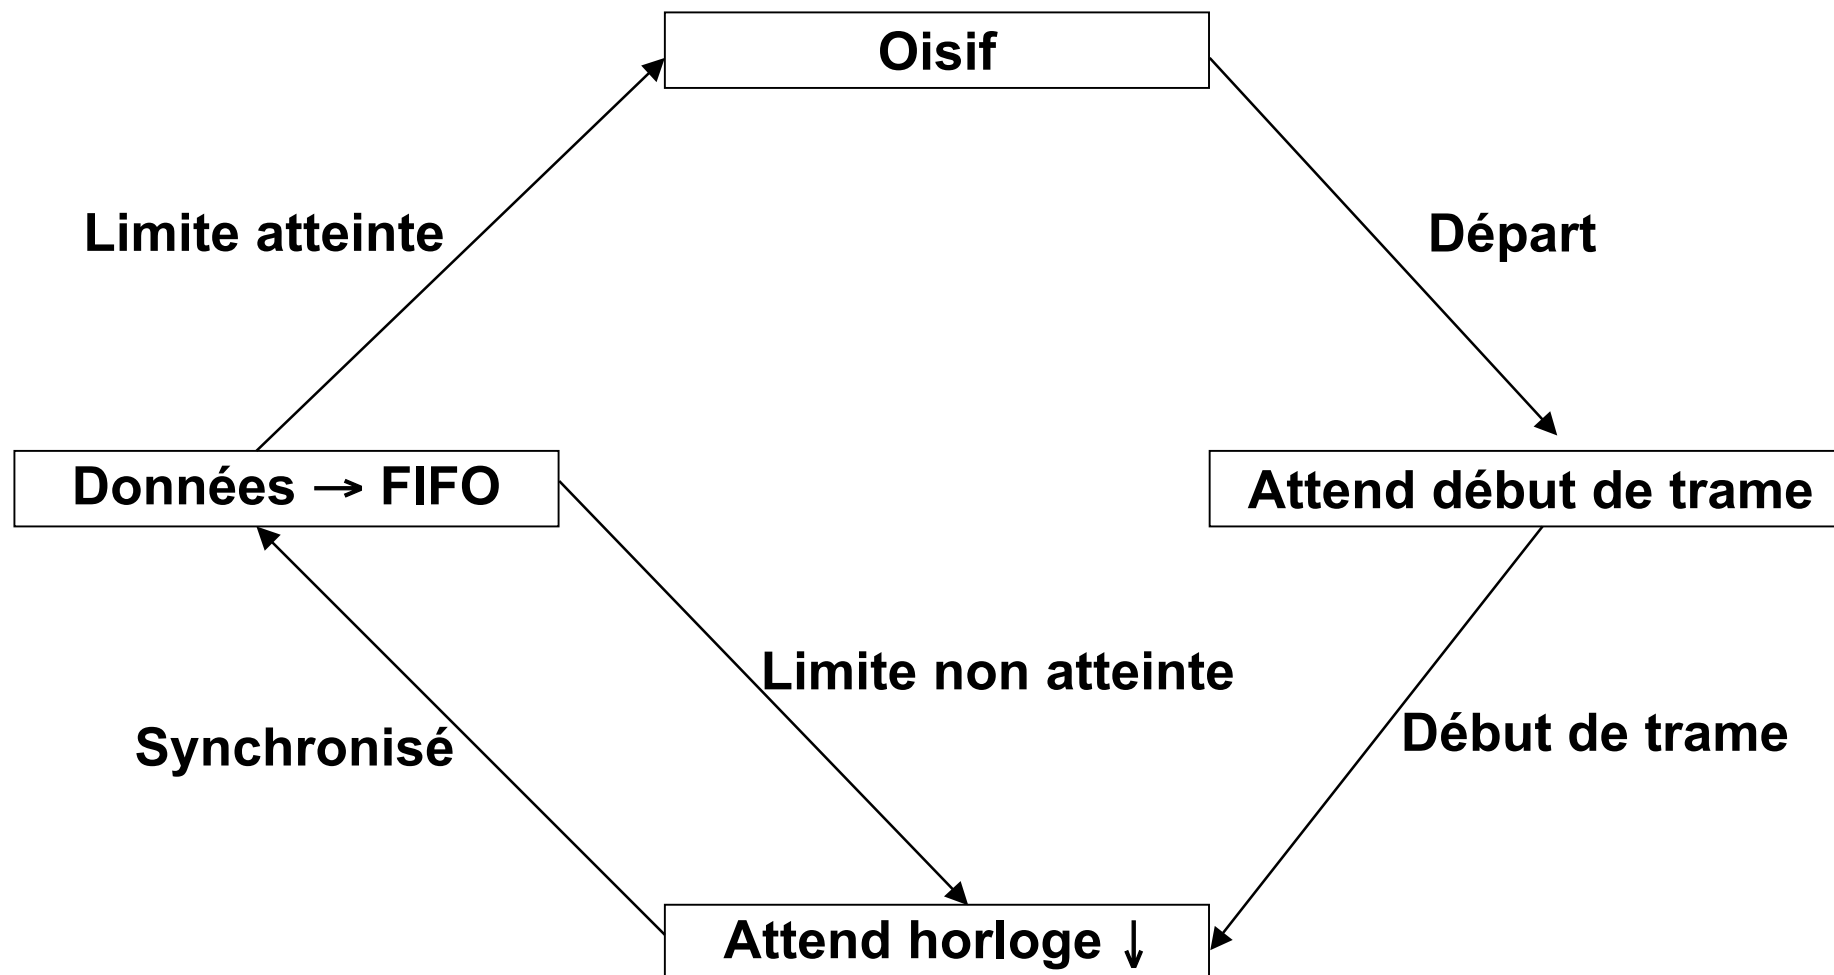 Oisif
Limite atteinte
Départ
Données → FIFO
Attend début de trame
Limite non atteinte
Synchronisé
Début de trame
Attend horloge ↓